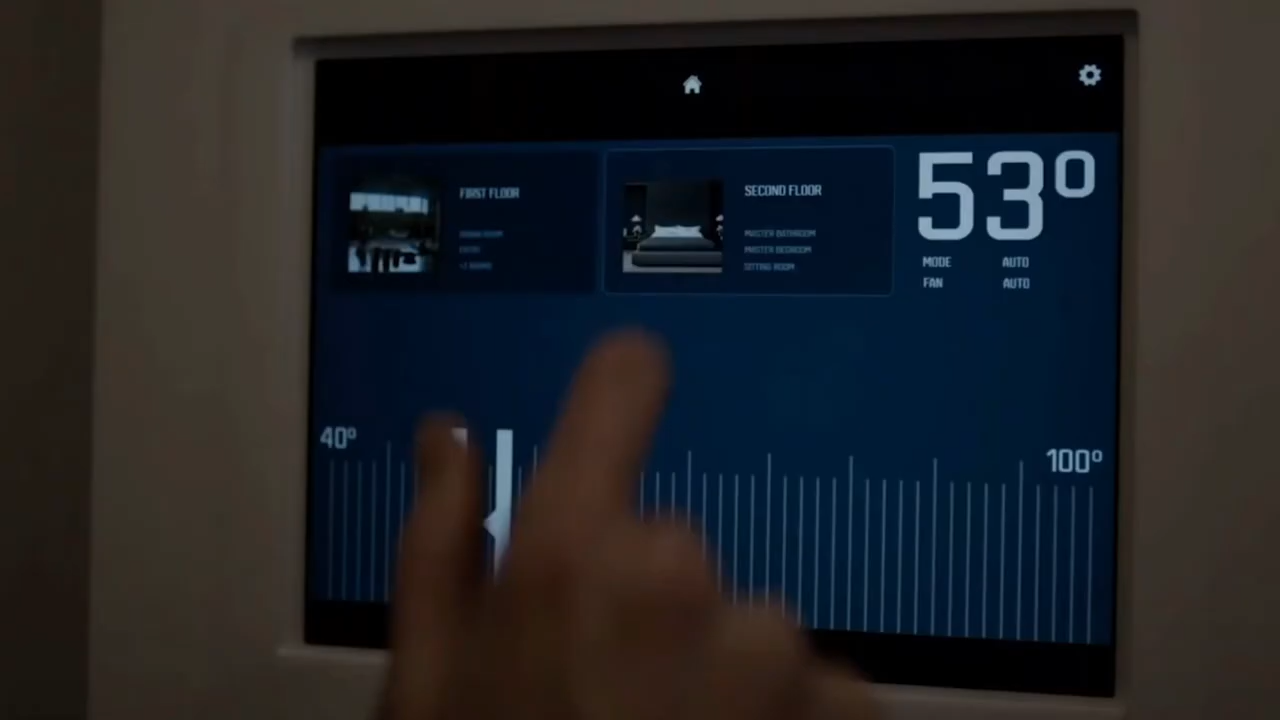 FIRST FLOOR
SECOND FLOOR
MASTER BATHROOM
MASTER BEDROOM
SITTING ROOM
53°
MODE AUTO
FAN AUTO
40°
100°